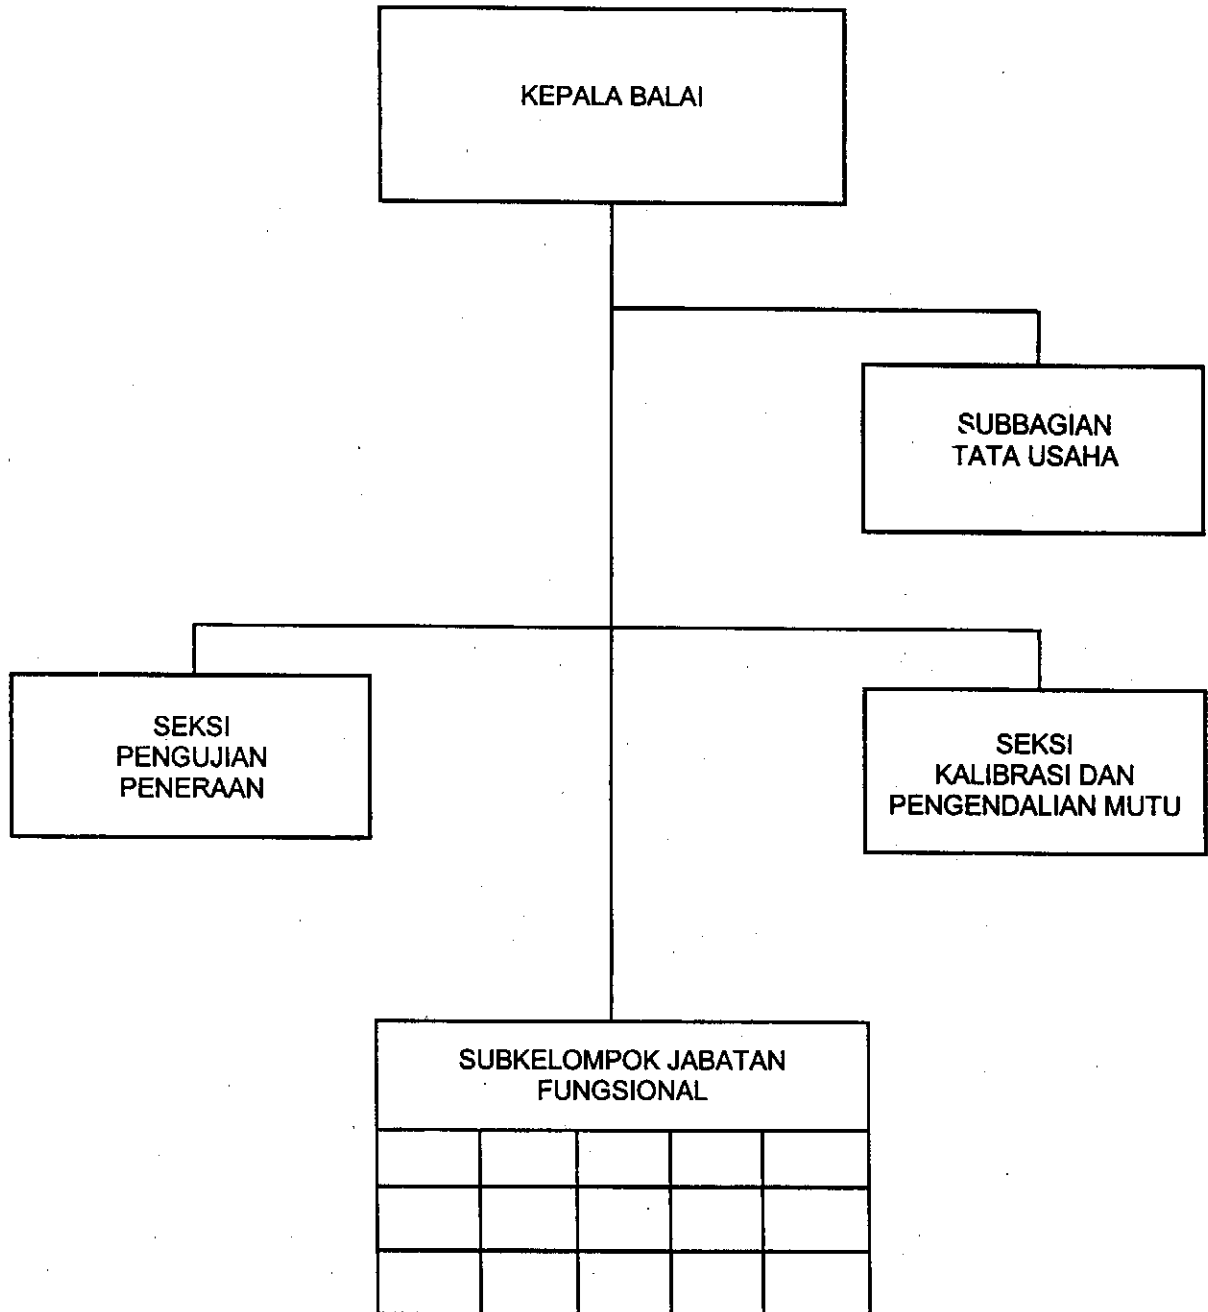 KEPALA BALAI
SUBBAGIAN
TATA USAHA
SEKSI
PENGUJIAN
PENERAAN
SEKSI
KALIBRASI DAN
PENGENDALIAN MUTU
SUBKELOMPOK JABATAN
FUNGSIONAL